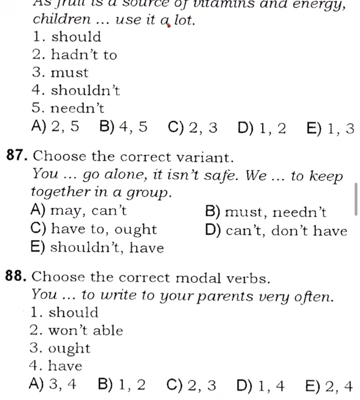 As fruit is a source of vitamins and energy,
children ... use it a lot.
1. should
2. hadn't to
3. must
4. shouldn't
5. needn't
A) 2, 5 B) 4, 5 C) 2, 3 D) 1, 2 E) 1, 3
87. Choose the correct variant.
You ... go alone, it isn't safe. We ... to keep
together in a group.
A) may, can't B) must, needn't
C) have to, ought D) can't, don't have
E) shouldn't, have
88. Choose the correct modal verbs.
You ... to write to your parents very often.
1. should
2. won't able
3. ought
4. have
A) 3, 4 B) 1, 2 C) 2, 3 D) 1, 4 E) 2, 4